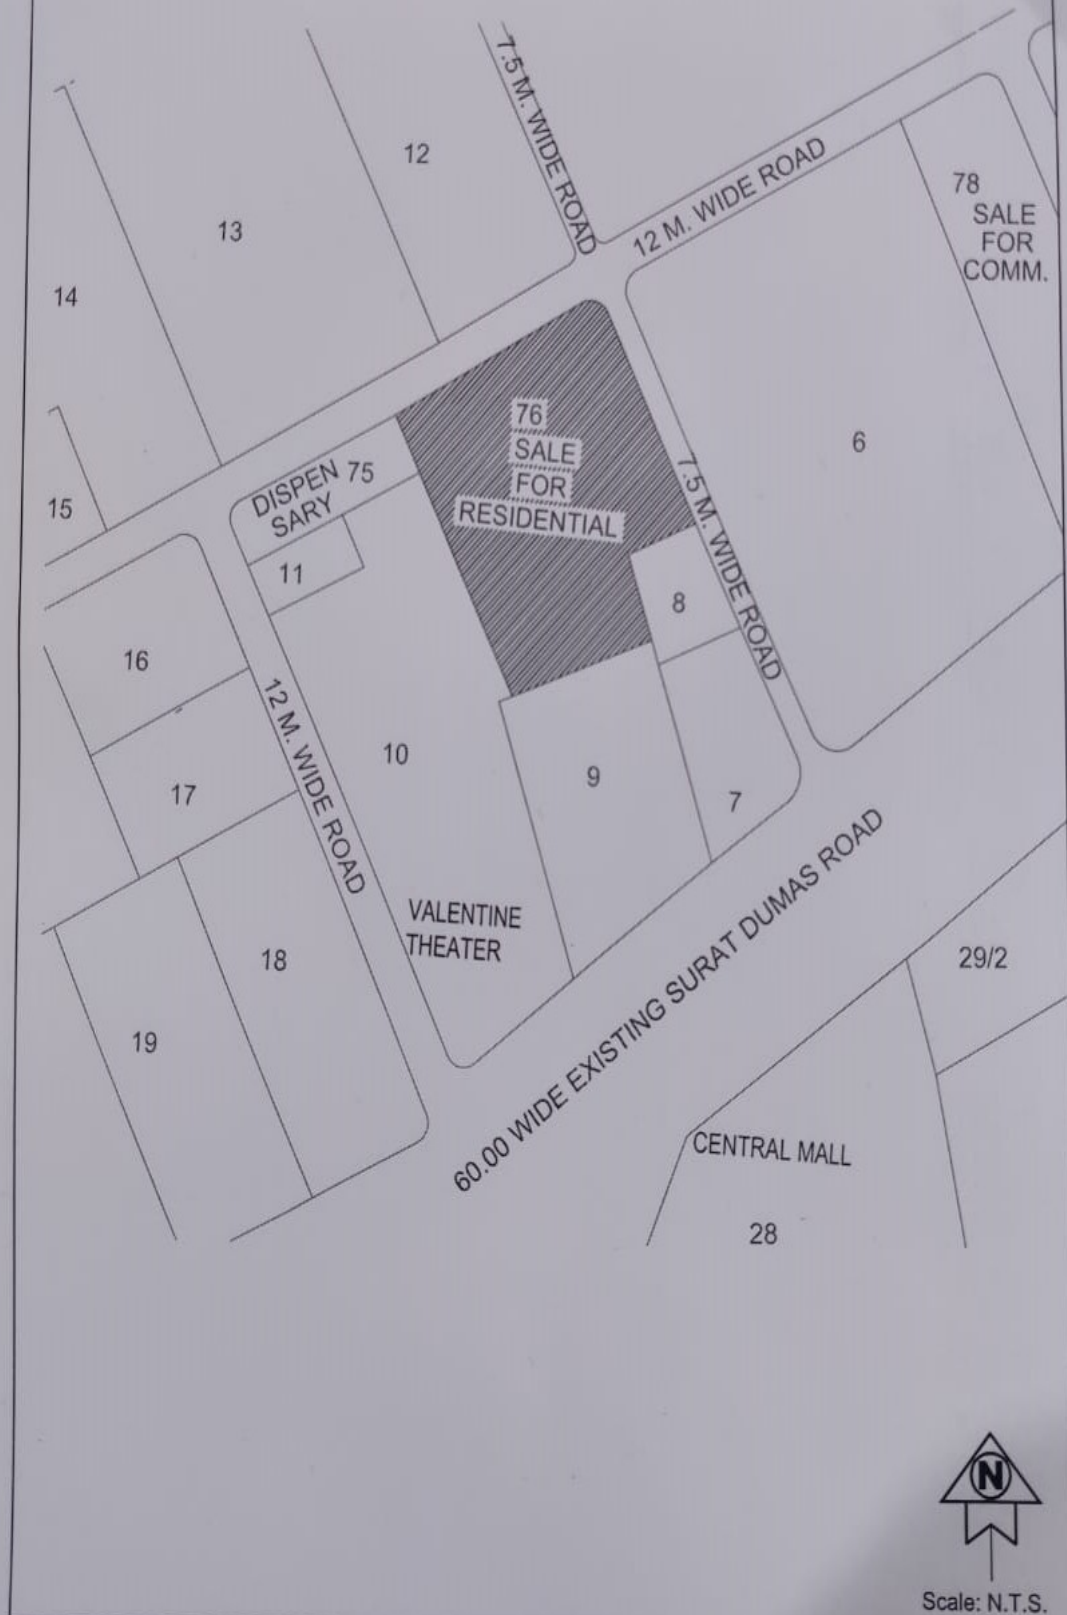 7.5 M. WIDE ROAD
12 M. WIDE ROAD
12
13
14
15
78
SALE
FOR
COMM.
76
SALE
FOR
RESIDENTIAL
6
DISPEN 75
SARY
11
7.5 M. WIDE ROAD
8
16
12 M. WIDE ROAD
10
9
17
7
VALENTINE
THEATER
18
19
60.00 WIDE EXISTING SURAT DUMAS ROAD
29/2
CENTRAL MALL
28
N
Scale: N.T.S.